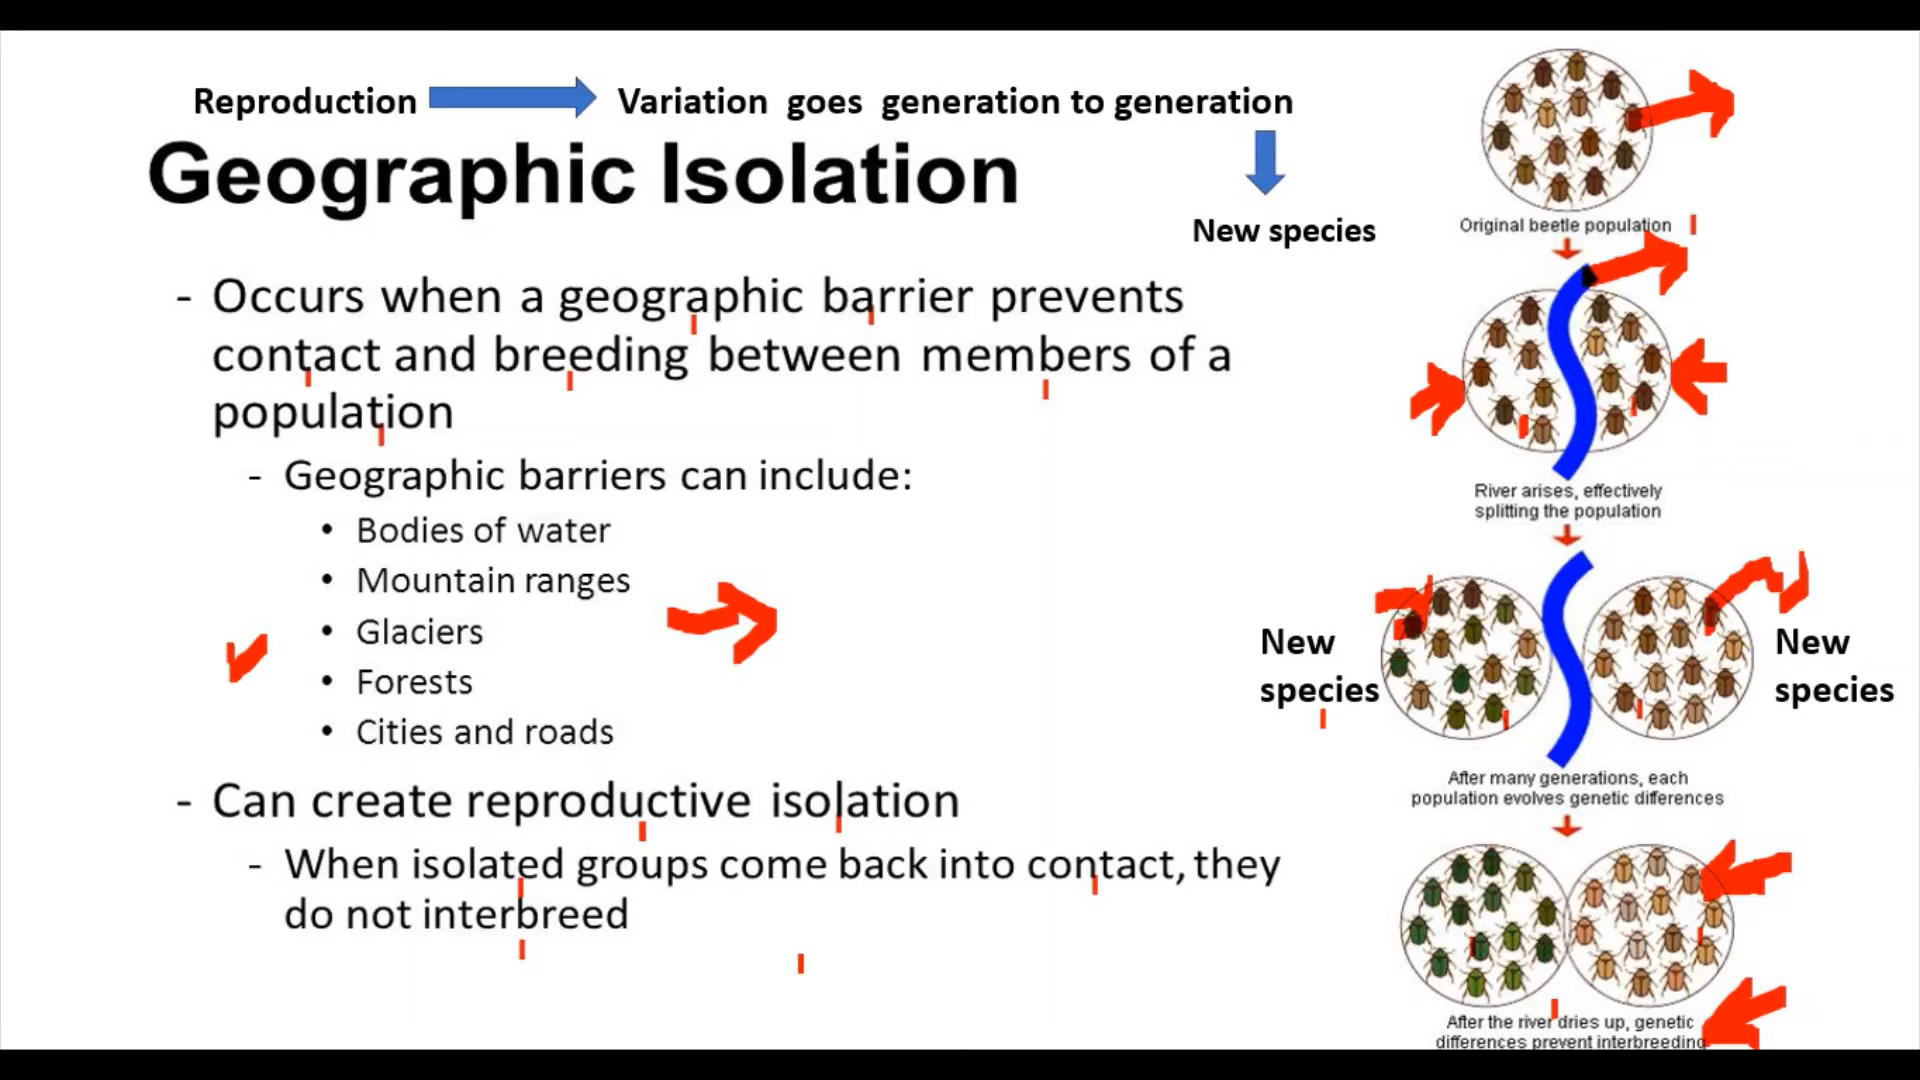 Reproduction Variation goes generation to generation
Geographic Isolation
New species
- Occurs when a geographic barrier prevents
contact and breeding between members of a
population
- Geographic barriers can include:
• Bodies of water
• Mountain ranges
• Glaciers
• Forests
• Cities and roads
- Can create reproductive isolation
- When isolated groups come back into contact, they
do not interbreed
Original beetle population
River arises, effectively
splitting the population
New
species
New
species
After many generations, each
population evolves genetic differences
After the river dries up, genetic
differences prevent interbreeding